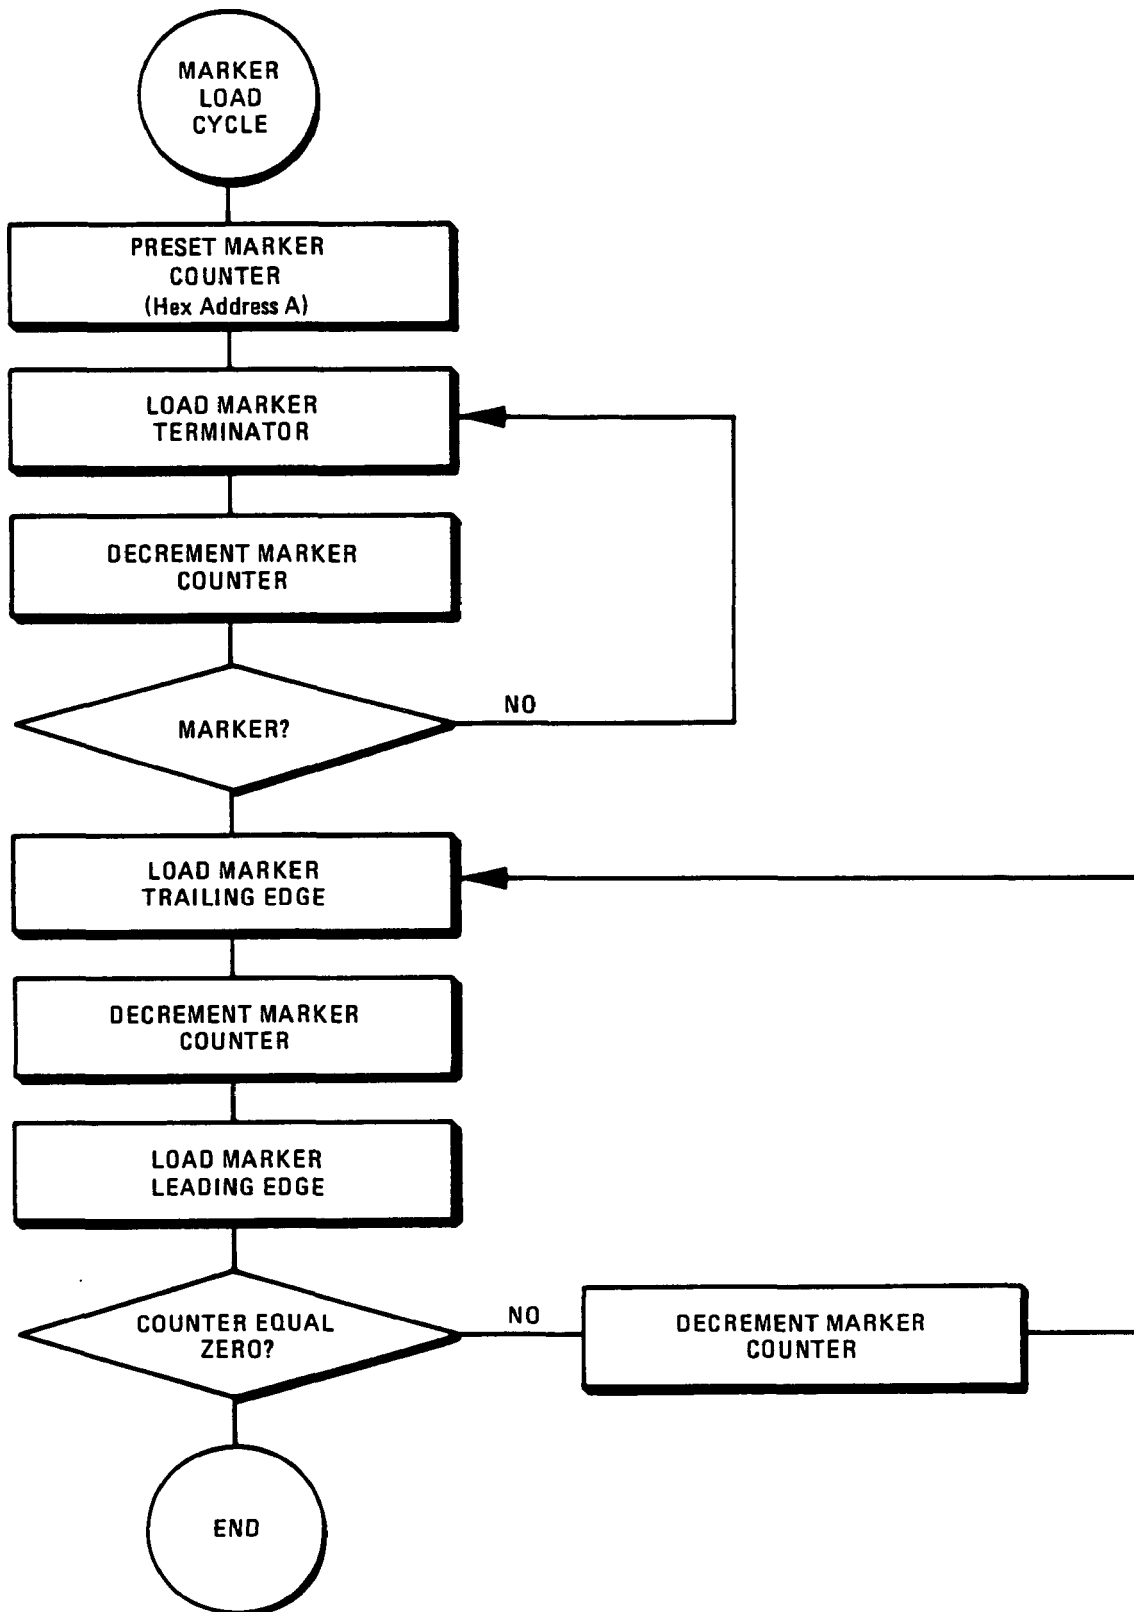 MARKER
LOAD
CYCLE
PRESET MARKER
COUNTER
(Hex Address A)
LOAD MARKER
TERMINATOR
DECREMENT MARKER
COUNTER
MARKER?
NO
LOAD MARKER
TRAILING EDGE
DECREMENT MARKER
COUNTER
LOAD MARKER
LEADING EDGE
COUNTER EQUAL
ZERO?
NO
DECREMENT MARKER
COUNTER
END